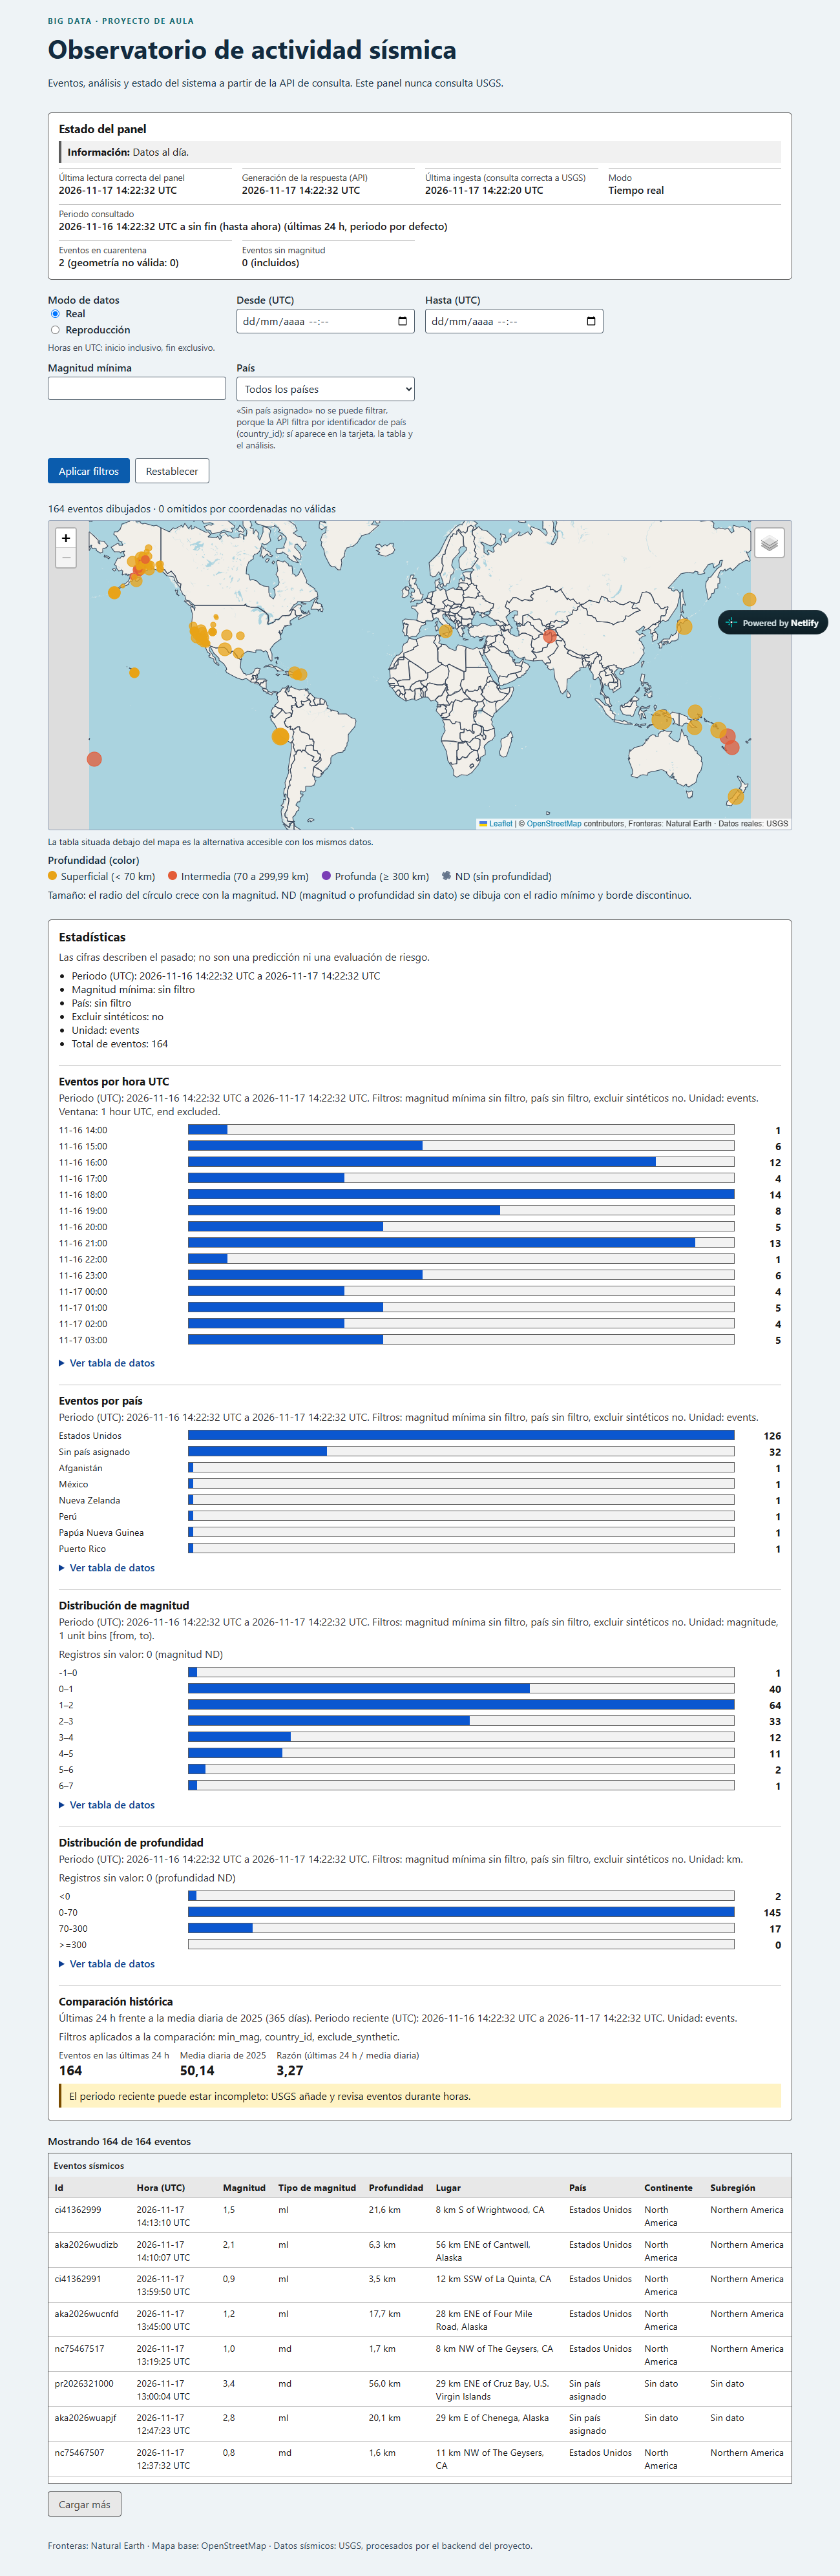 BIG DATA · PROYECTO DE AULA
Observatorio de actividad sísmica
Eventos, análisis y estado del sistema a partir de la API de consulta. Este panel nunca consulta USGS.
Estado del panel
Información: Datos al día.
Última lectura correcta del panel
2026-11-17 14:22:32 UTC
Generación de la respuesta (API)
2026-11-17 14:22:32 UTC
Última ingesta (consulta correcta a USGS)
2026-11-17 14:22:20 UTC
Modo
Tiempo real
Periodo consultado
2026-11-16 14:22:32 UTC a sin fin (hasta ahora) (últimas 24 h, periodo por defecto)
Eventos en cuarentena
2 (geometría no válida: 0)
Eventos sin magnitud
0 (incluidos)
Modo de datos
Real
Reproducción
Horas en UTC: inicio inclusivo, fin exclusivo.
Desde (UTC)
dd/mm/aaaa --:--
Hasta (UTC)
dd/mm/aaaa --:--
Magnitud mínima
País
Todos los países
«Sin país asignado» no se puede filtrar,
porque la API filtra por identificador de país
(country_id); sí aparece en la tarjeta, la tabla y
el análisis.
Aplicar filtros
Restablecer
164 eventos dibujados · 0 omitidos por coordenadas no válidas
+
−
Powered by Netlify
Leaflet | © OpenStreetMap contributors, Fronteras: Natural Earth · Datos reales: USGS
La tabla situada debajo del mapa es la alternativa accesible con los mismos datos.
Profundidad (color)
Superficial (< 70 km)
Intermedia (70 a 299,99 km)
Profunda (≥ 300 km)
ND (sin profundidad)
Tamaño: el radio del círculo crece con la magnitud. ND (magnitud o profundidad sin dato) se dibuja con el radio mínimo y borde discontinuo.
Estadísticas
Las cifras describen el pasado; no son una predicción ni una evaluación de riesgo.
• Periodo (UTC): 2026-11-16 14:22:32 UTC a 2026-11-17 14:22:32 UTC
• Magnitud mínima: sin filtro
• País: sin filtro
• Excluir sintéticos: no
• Unidad: events
• Total de eventos: 164
Eventos por hora UTC
Periodo (UTC): 2026-11-16 14:22:32 UTC a 2026-11-17 14:22:32 UTC. Filtros: magnitud mínima sin filtro, país sin filtro, excluir sintéticos no. Unidad: events.
Ventana: 1 hour UTC, end excluded.
11-16 14:00 1
11-16 15:00 6
11-16 16:00 12
11-16 17:00 4
11-16 18:00 14
11-16 19:00 8
11-16 20:00 5
11-16 21:00 13
11-16 22:00 1
11-16 23:00 6
11-17 00:00 4
11-17 01:00 5
11-17 02:00 4
11-17 03:00 5
Ver tabla de datos
Eventos por país
Periodo (UTC): 2026-11-16 14:22:32 UTC a 2026-11-17 14:22:32 UTC. Filtros: magnitud mínima sin filtro, país sin filtro, excluir sintéticos no. Unidad: events.
Estados Unidos 126
Sin país asignado 32
Afganistán 1
México 1
Nueva Zelanda 1
Perú 1
Papúa Nueva Guinea 1
Puerto Rico 1
Ver tabla de datos
Distribución de magnitud
Periodo (UTC): 2026-11-16 14:22:32 UTC a 2026-11-17 14:22:32 UTC. Filtros: magnitud mínima sin filtro, país sin filtro, excluir sintéticos no. Unidad: magnitude,
1 unit bins [from, to).
Registros sin valor: 0 (magnitud ND)
-1–0 1
0–1 40
1–2 64
2–3 33
3–4 12
4–5 11
5–6 2
6–7 1
Ver tabla de datos
Distribución de profundidad
Periodo (UTC): 2026-11-16 14:22:32 UTC a 2026-11-17 14:22:32 UTC. Filtros: magnitud mínima sin filtro, país sin filtro, excluir sintéticos no. Unidad: km.
Registros sin valor: 0 (profundidad ND)
<0 2
0-70 145
70-300 17
>=300 0
Ver tabla de datos
Comparación histórica
Últimas 24 h frente a la media diaria de 2025 (365 días). Periodo reciente (UTC): 2026-11-16 14:22:32 UTC a 2026-11-17 14:22:32 UTC. Unidad: events.
Filtros aplicados a la comparación: min_mag, country_id, exclude_synthetic.
Eventos en las últimas 24 h
164
Media diaria de 2025
50,14
Razón (últimas 24 h / media diaria)
3,27
El periodo reciente puede estar incompleto: USGS añade y revisa eventos durante horas.
Mostrando 164 de 164 eventos
Eventos sísmicos
Id Hora (UTC) Magnitud Tipo de magnitud Profundidad Lugar País Continente Subregión
ci41362999 2026-11-17 14:13:10 UTC 1,5 ml 21,6 km 8 km S of Wrightwood, CA Estados Unidos North America Northern America
aka2026wudizb 2026-11-17 14:10:07 UTC 2,1 ml 6,3 km 56 km ENE of Cantwell, Alaska Estados Unidos North America Northern America
ci41362991 2026-11-17 13:59:50 UTC 0,9 ml 3,5 km 12 km SSW of La Quinta, CA Estados Unidos North America Northern America
aka2026wucnfd 2026-11-17 13:45:00 UTC 1,2 ml 17,7 km 28 km ENE of Four Mile Road, Alaska Estados Unidos North America Northern America
nc75467517 2026-11-17 13:19:25 UTC 1,0 md 1,7 km 8 km NW of The Geysers, CA Estados Unidos North America Northern America
pr2026321000 2026-11-17 13:00:04 UTC 3,4 md 56,0 km 29 km ENE of Cruz Bay, U.S. Virgin Islands Sin país asignado Sin dato Sin dato
aka2026wuapjf 2026-11-17 12:47:23 UTC 2,8 ml 20,1 km 29 km E of Chenega, Alaska Sin país asignado Sin dato Sin dato
nc75467507 2026-11-17 12:37:32 UTC 0,8 md 1,6 km 11 km NW of The Geysers, CA Estados Unidos North America Northern America
Cargar más
Fronteras: Natural Earth · Mapa base: OpenStreetMap · Datos sísmicos: USGS, procesados por el backend del proyecto.